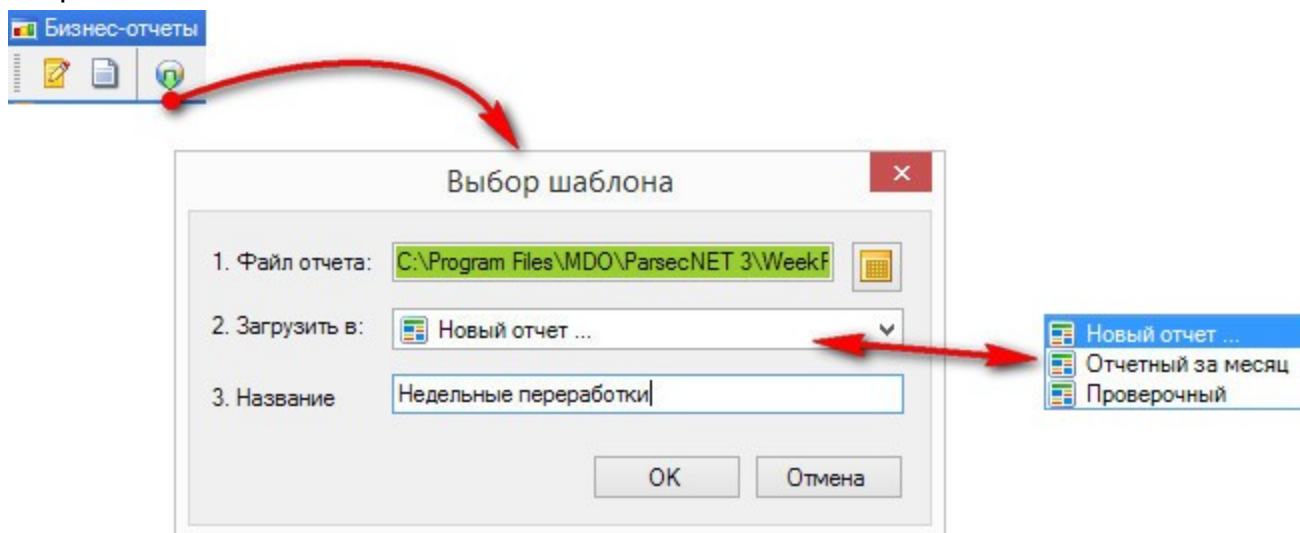 Бизнес-отчеты
Выбор шаблона
1. Файл отчета: C:\Program Files\MDO\ParsecNET 3\WeekF
2. Загрузить в: Новый отчет ...
3. Название Недельные переработки
OK Отмена
Новый отчет ...
Отчетный за месяц
Проверочный